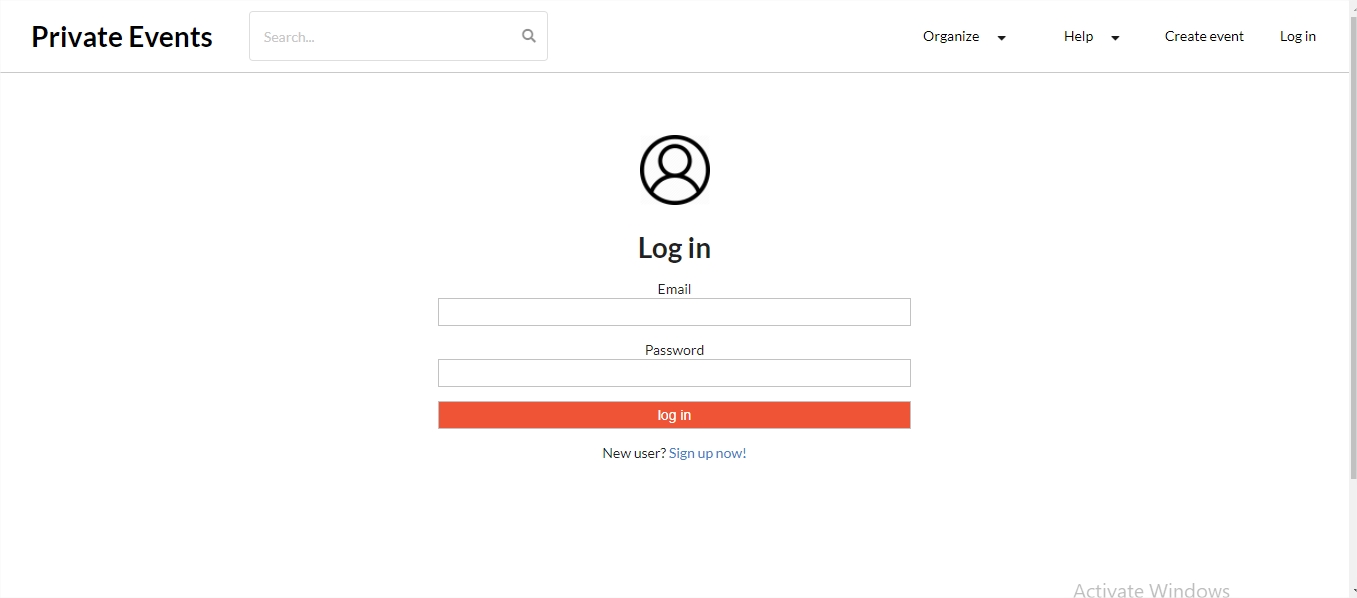 Private Events
Search...
Organize
Help
Create event
Log in
Log in
Email
Password
log in
New user? Sign up now!
Activate Windows